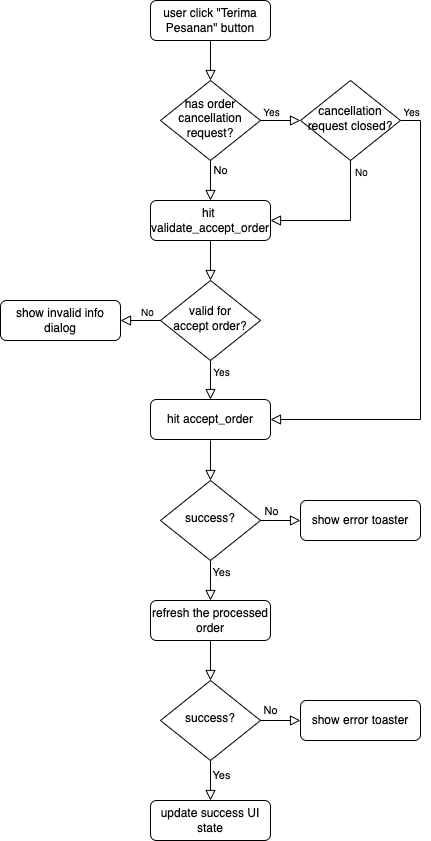 user click "Terima
Pesanan" button
has order
cancellation
request?
Yes
cancellation
request closed?
Yes
No
No
hit
validate_accept_order
valid for
accept order?
No
show invalid info
dialog
Yes
hit accept_order
success?
No
show error toaster
Yes
refresh the processed
order
success?
No
show error toaster
Yes
update success UI
state